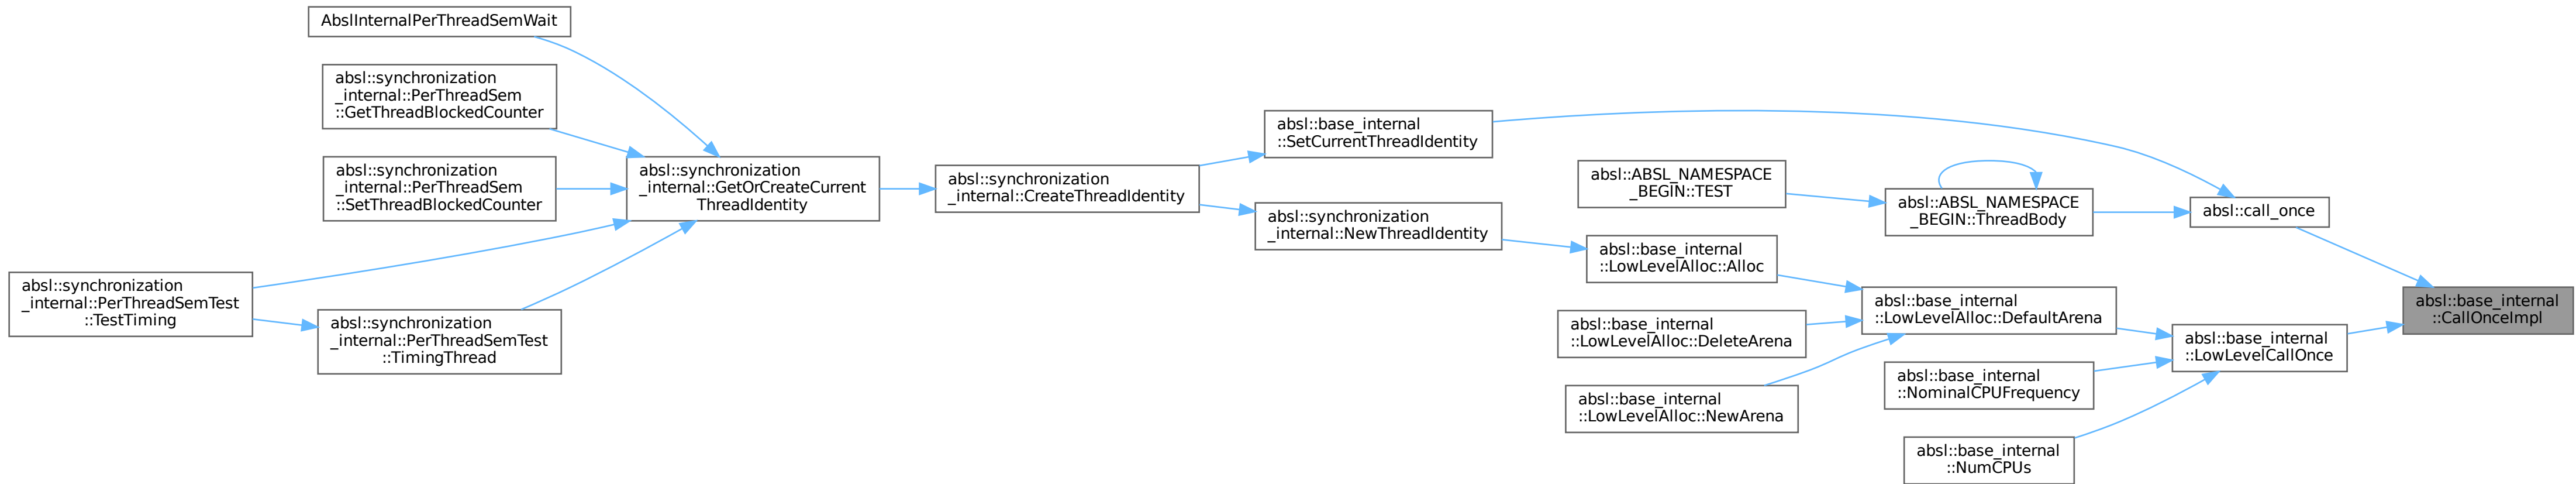 AbslInternalPerThreadSemWait
absl::synchronization
_internal::PerThreadSem
::GetThreadBlockedCounter
absl::synchronization
_internal::PerThreadSem
::SetThreadBlockedCounter
absl::synchronization
_internal::PerThreadSemTest
::TestTiming
absl::synchronization
_internal::PerThreadSemTest
::TimingThread
absl::synchronization
_internal::GetOrCreateCurrent
ThreadIdentity
absl::synchronization
_internal::CreateThreadIdentity
absl::base_internal
::SetCurrentThreadIdentity
absl::synchronization
_internal::NewThreadIdentity
absl::ABSL_NAMESPACE
_BEGIN::TEST
absl::base_internal
::LowLevelAlloc::Alloc
absl::base_internal
::LowLevelAlloc::DeleteArena
absl::base_internal
::LowLevelAlloc::NewArena
absl::ABSL_NAMESPACE
_BEGIN::ThreadBody
absl::base_internal
::LowLevelAlloc::DefaultArena
absl::base_internal
::NominalCPUFrequency
absl::base_internal
::NumCPUs
absl::call_once
absl::base_internal
::LowLevelCallOnce
absl::base_internal
::CallOnceImpl